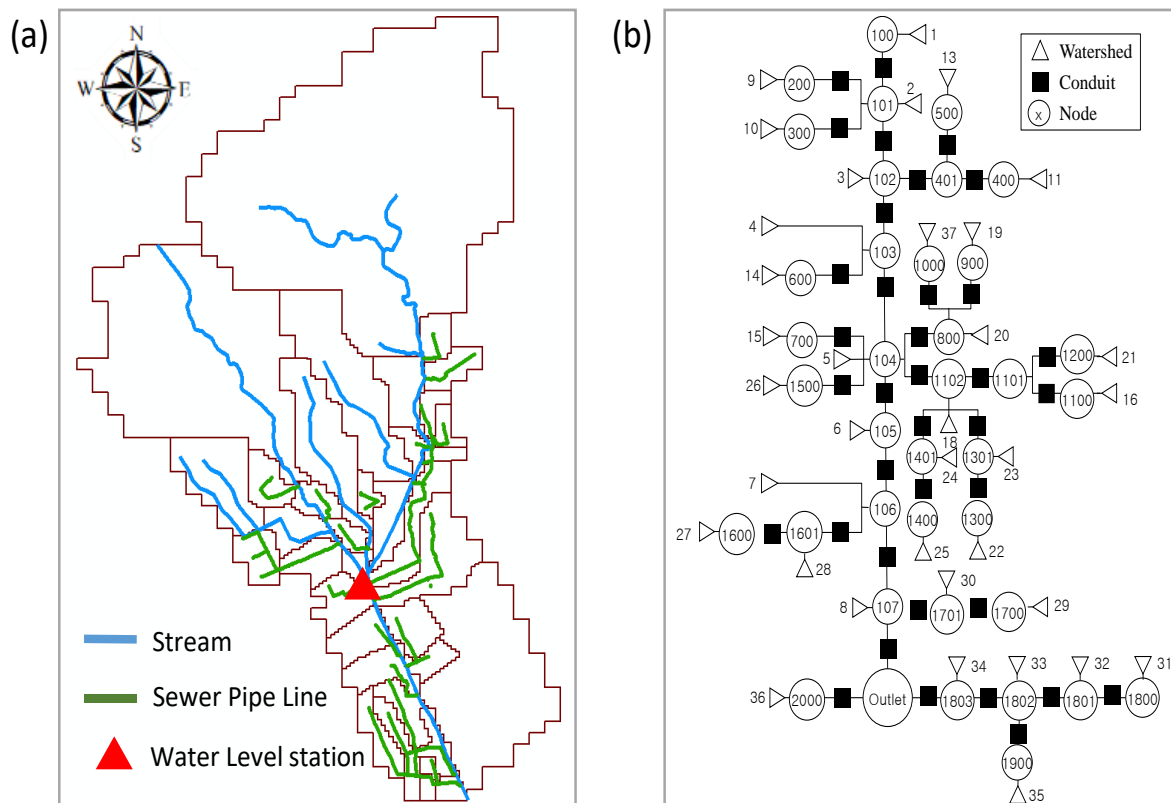 (a)
N
W E
S
Stream
Sewer Pipe Line
Water Level station
(b)
Watershed
Conduit
x Node
100 1
13
9 200 2
101 500
10 300
3 102 401 400 11
4 37 19
103
14 600 1000 900
15 700 800 20
5 104 1200 21
1102 1101
26 1500 1100 16
6 105 18
1401 1301
24 23
7
106
27 1600 1601 1400 1300
28 25 22
30
8 107 1701 1700 29
34 33 32 31
36 2000 Outlet 1803 1802 1801 1800
1900
35